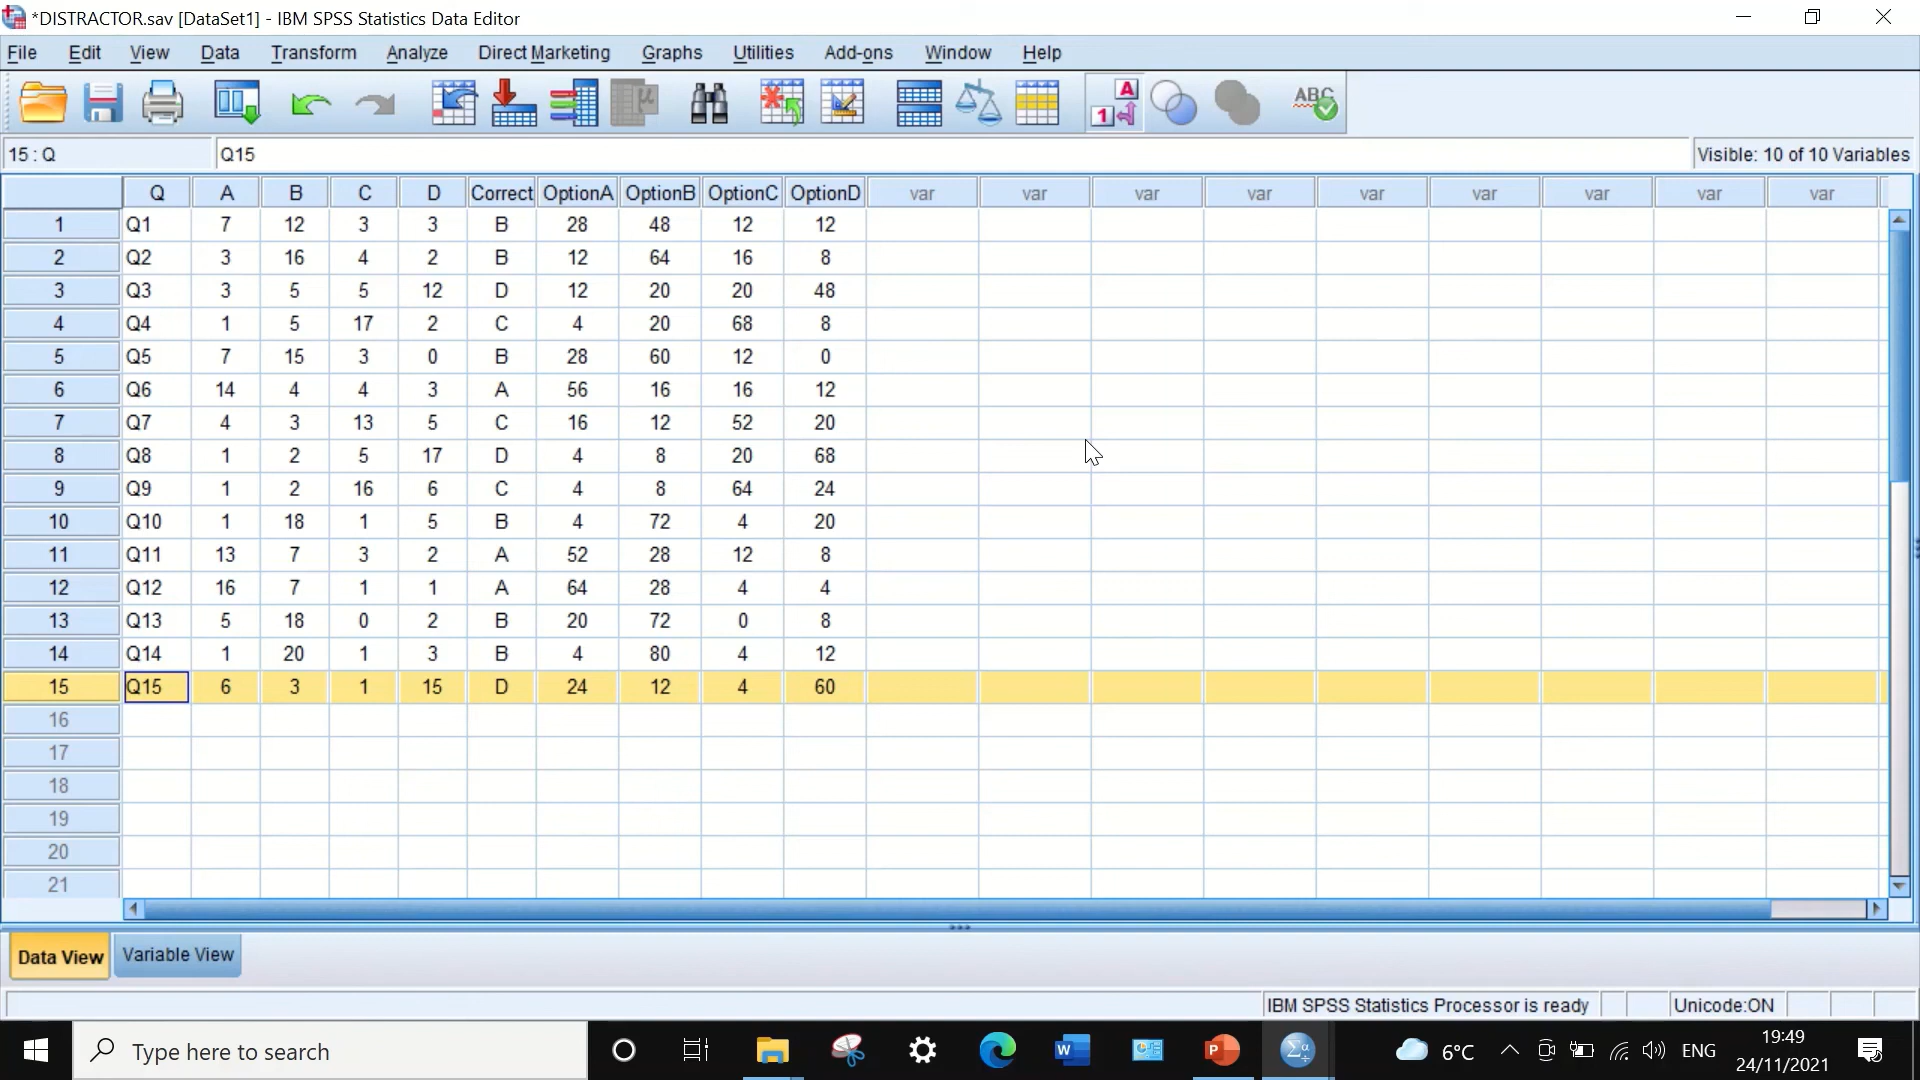 *DISTRACTOR.sav [DataSet1] - IBM SPSS Statistics Data Editor
File Edit View Data Transform Analyze Direct Marketing Graphs Utilities Add-ons Window Help
A 1 μ ABC
15 : Q Q15 Visible: 10 of 10 Variables
Q A B C D Correct OptionA OptionB OptionC OptionD var var var var var var var var var
1 Q1 7 12 3 3 B 28 48 12 12
2 Q2 3 16 4 2 B 12 64 16 8
3 Q3 3 5 5 12 D 12 20 20 48
4 Q4 1 5 17 2 C 4 20 68 8
5 Q5 7 15 3 0 B 28 60 12 0
6 Q6 14 4 4 3 A 56 16 16 12
7 Q7 4 3 13 5 C 16 12 52 20
8 Q8 1 2 5 17 D 4 8 20 68
9 Q9 1 2 16 6 C 4 8 64 24
10 Q10 1 18 1 5 B 4 72 4 20
11 Q11 13 7 3 2 A 52 28 12 8
12 Q12 16 7 1 1 A 64 28 4 4
13 Q13 5 18 0 2 B 20 72 0 8
14 Q14 1 20 1 3 B 4 80 4 12
15 Q15 6 3 1 15 D 24 12 4 60
16
17
18
19
20
21
Data View Variable View
IBM SPSS Statistics Processor is ready Unicode:ON
Type here to search 6°C ENG 19:49
24/11/2021